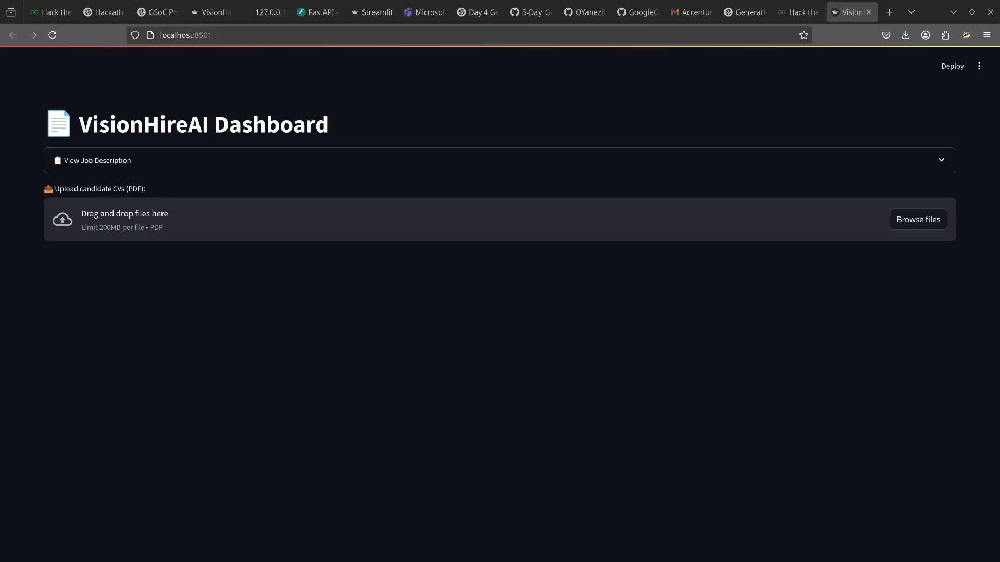 Hack the
Hackath
GSoC Pro
VisionHi
127.0.0.1
FastAPI -
Streamlit
Microsof
Day 4 Ge
5-Day_G
OYanez8
GoogleC
Accentur
Generati
Hack the
Vision
localhost:8501
Deploy
VisionHireAI Dashboard
View Job Description
Upload candidate CVs (PDF):
Drag and drop files here
Limit 200MB per file • PDF
Browse files